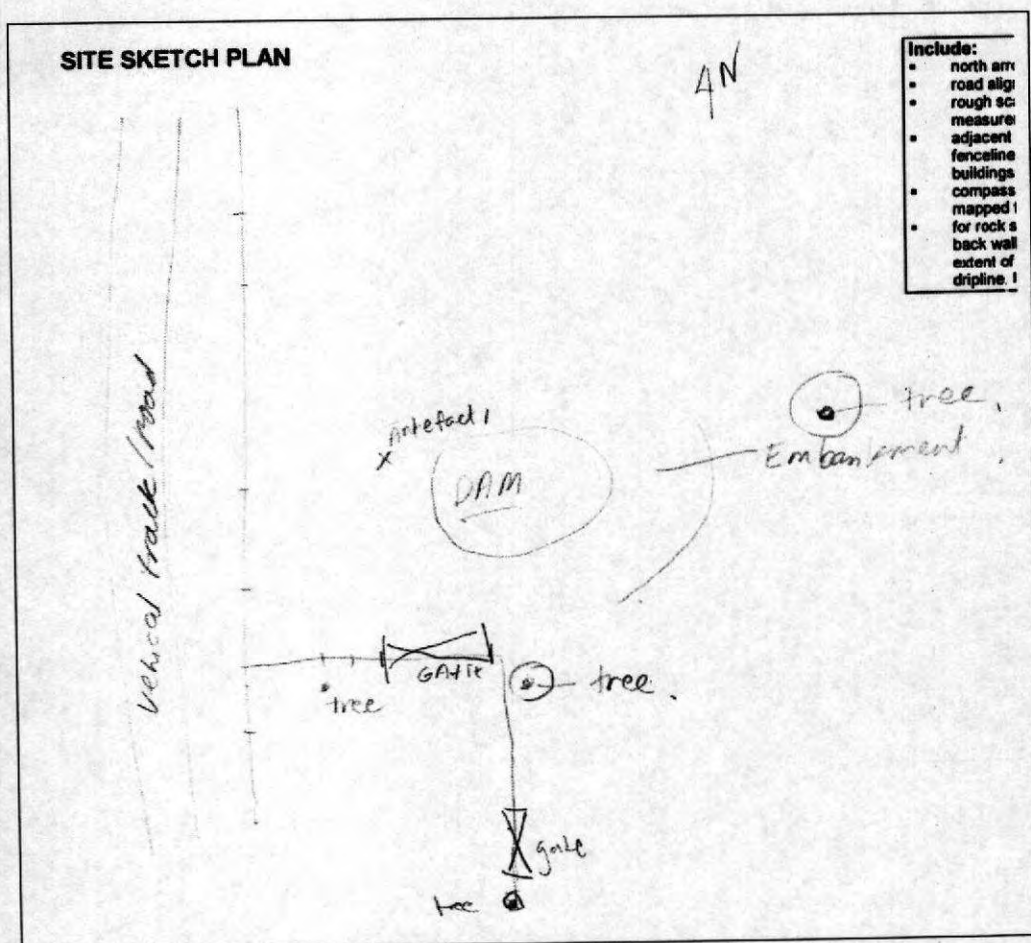 SITE SKETCH PLAN
N
Include:
north arr
road alig
rough sc
measure
adjacent
fenceline
buildings
compass
mapped
for rock s
back wall
extent of
dripline.
tree.
Artefact 1
Embankment
DAM
Vehical track/road
GATE
tree
tree.
gate
tree